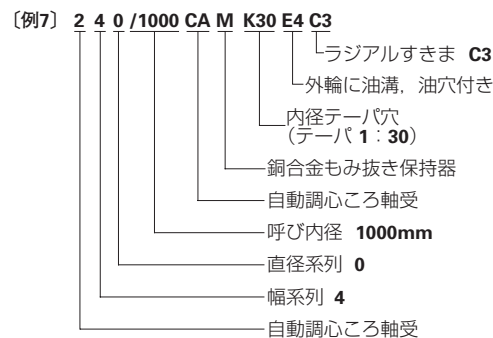 〔例7〕 2 4 0 /1000 CA M K30 E4 C3
ラジアルすきま C3
外輪に油溝，油穴付き
内径テーパ穴
（テーパ 1：30）
銅合金もみ抜き保持器
自動調心ころ軸受
呼び内径 1000mm
直径系列 0
幅系列 4
自動調心ころ軸受